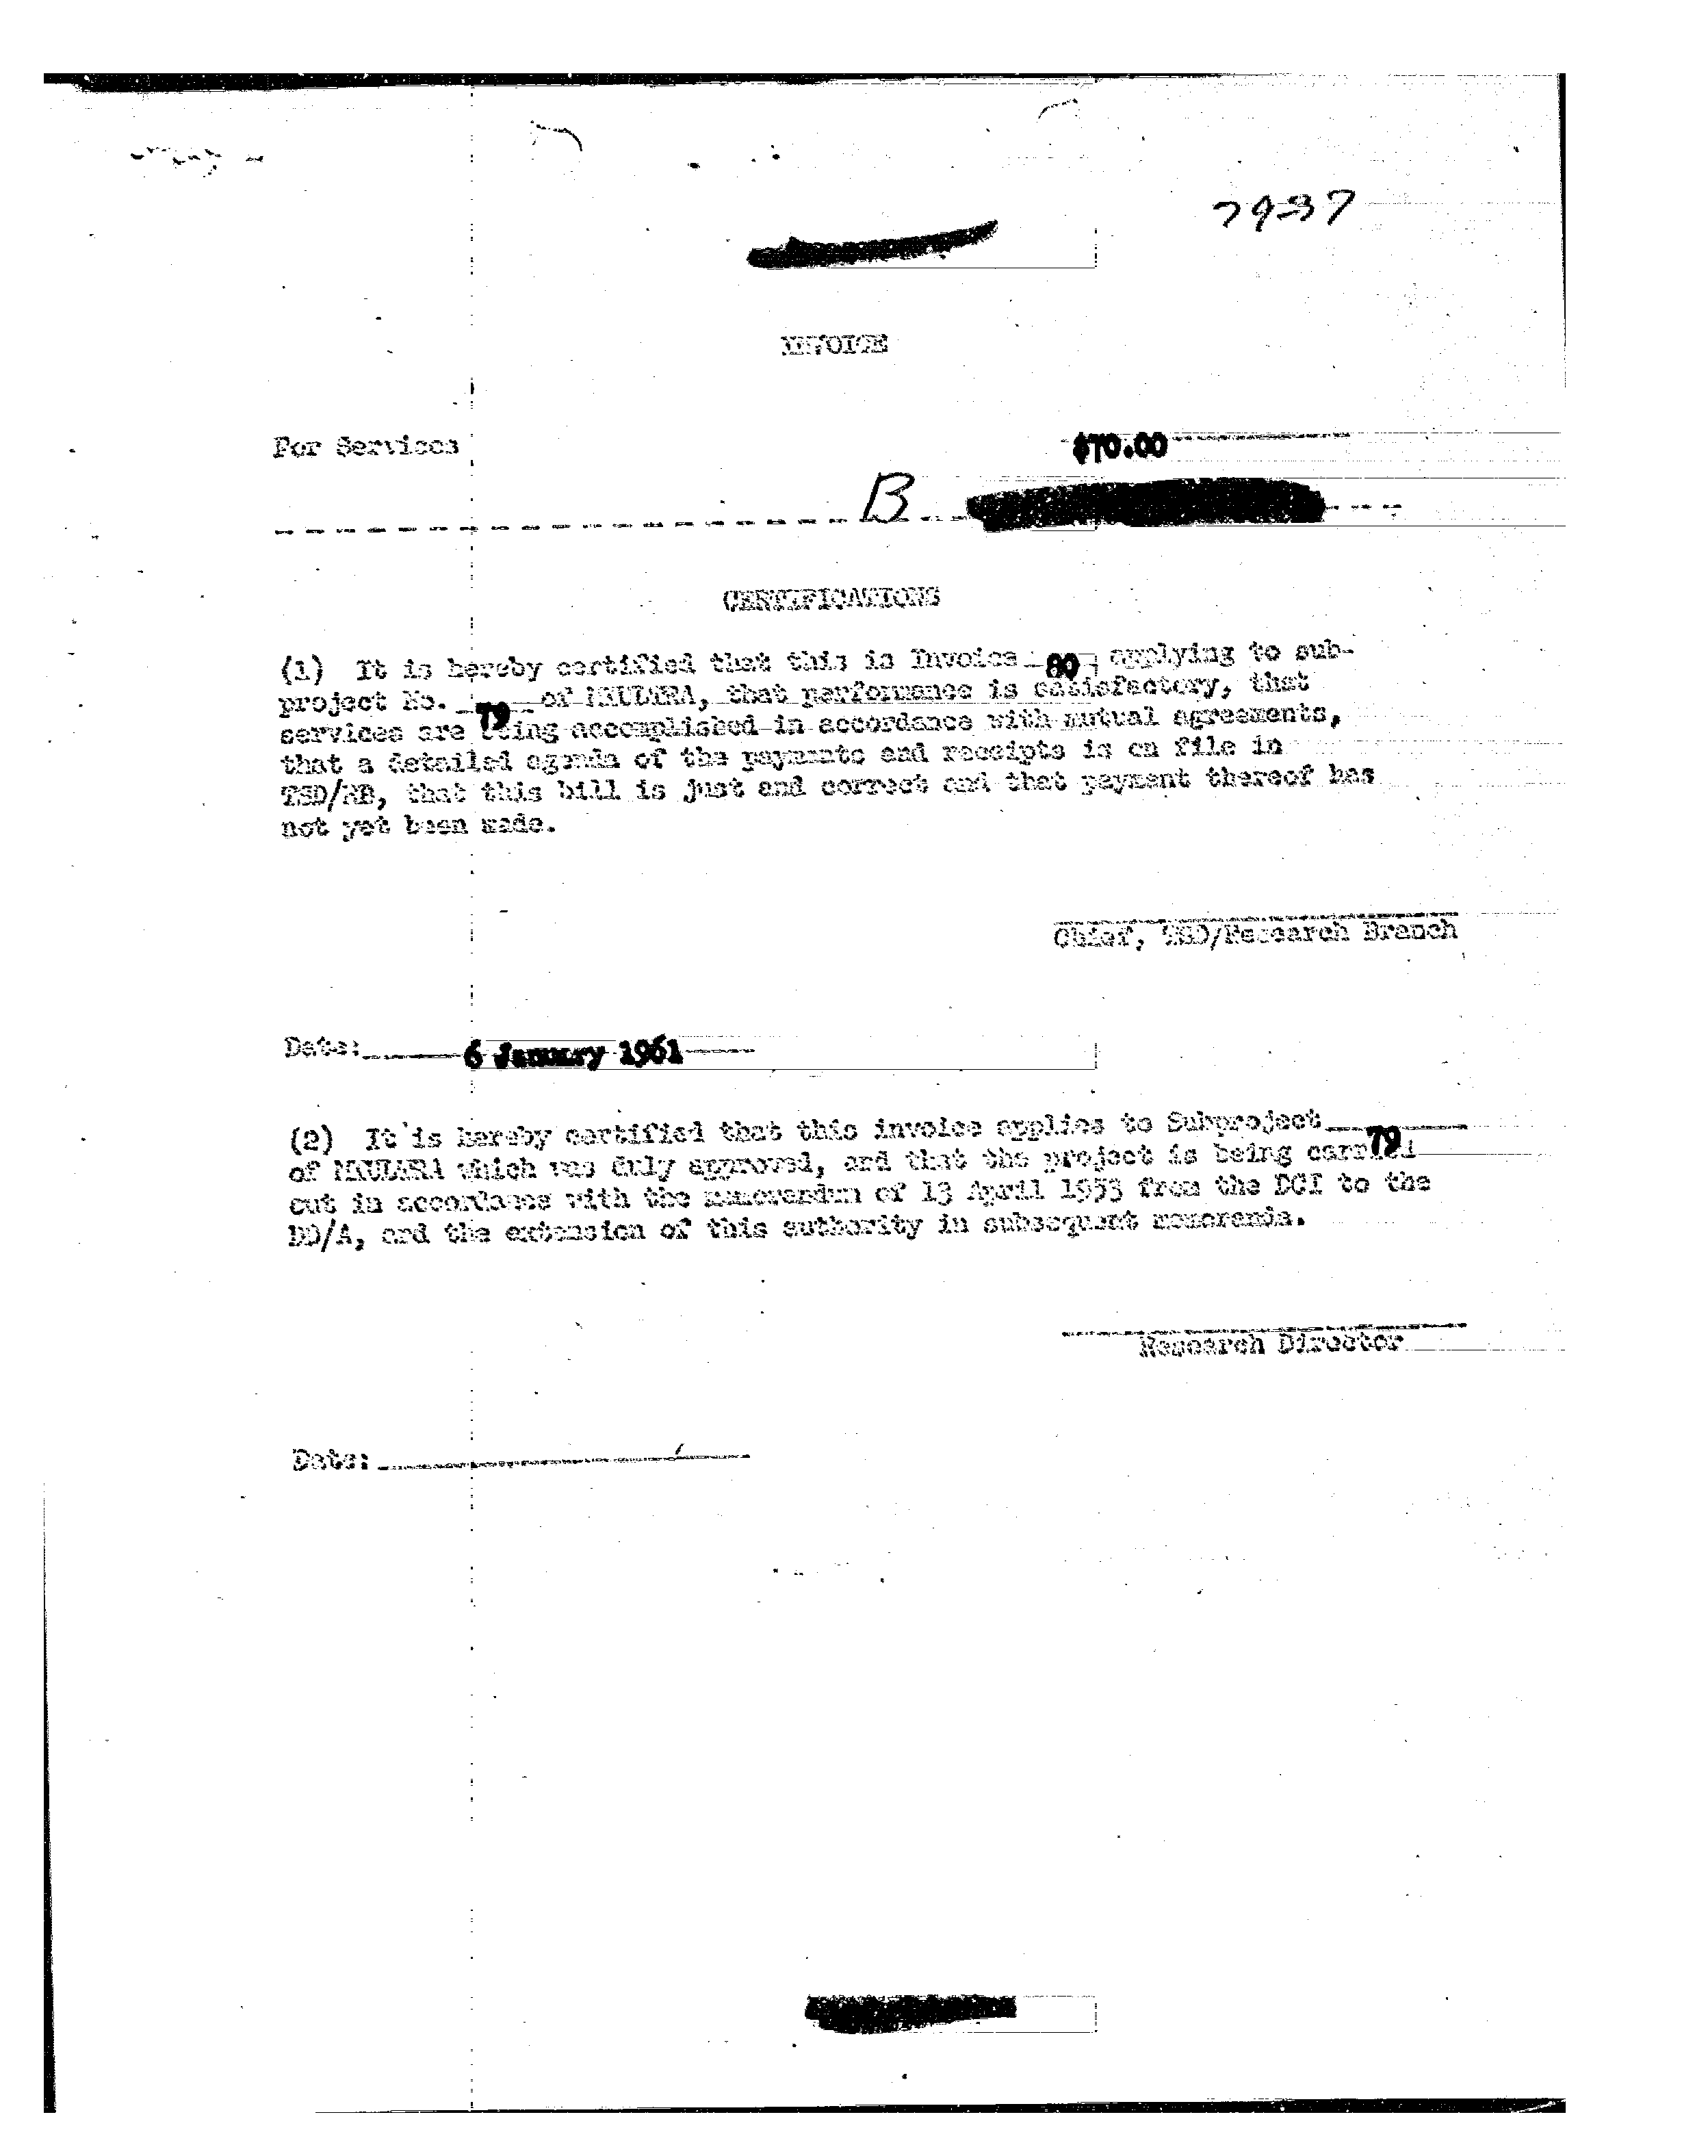 79-37
INVOICE
For Services
$70.00
B
CERTIFICATIONS
(1) It is hereby certified that this is Invoice 80 applying to sub-
project No. 79 of MKULTRA, that performance is satisfactory, that
services are being accomplished in accordance with mutual agreements,
that a detailed agenda of the payments and receipts is on file in
TSD/RB, that this bill is just and correct and that payment thereof has
not yet been made.
Chief, TSD/Research Branch
Date: 6 January 1961
(2) It is hereby certified that this invoice applies to Subproject 79
of MKULTRA which was duly approved, and that the project is being carried
out in accordance with the memorandum of 13 April 1953 from the DCI to the
DD/A, and the extension of this authority in subsequent memoranda.
Research Director
Date: